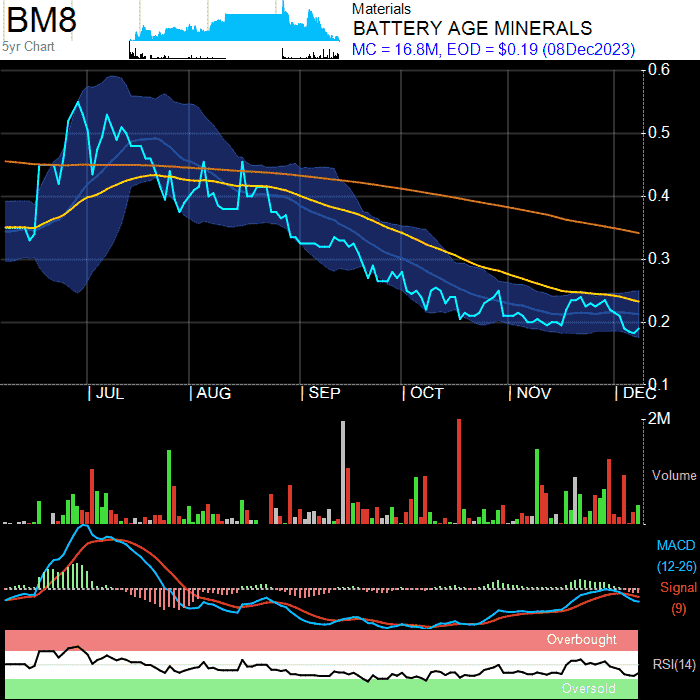 BM8
5yr Chart
Materials
BATTERY AGE MINERALS
MC = 16.8M, EOD = $0.19 (08Dec2023)
0.6
0.5
0.4
0.3
0.2
0.1
JUL AUG SEP OCT NOV DEC
2M
Volume
MACD
(12-26)
Signal
(9)
Overbought
RSI(14)
Oversold